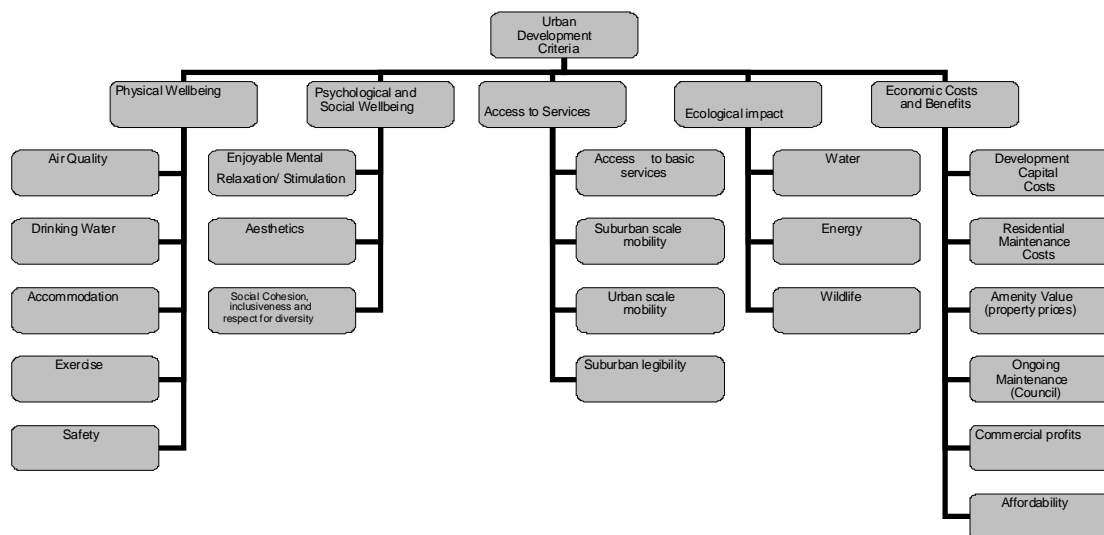 Urban
Development
Criteria
Physical Wellbeing
Psychological and
Social Wellbeing
Access to Services
Ecological impact
Economic Costs
and Benefits
Air Quality
Drinking Water
Accommodation
Exercise
Safety
Enjoyable Mental
Relaxation/ Stimulation
Aesthetics
Social Cohesion,
inclusiveness and
respect for diversity
Access to basic
services
Suburban scale
mobility
Urban scale
mobility
Suburban legibility
Water
Energy
Wildlife
Development
Capital
Costs
Residential
Maintenance
Costs
Amenity Value
(property prices)
Ongoing
Maintenance
(Council)
Commercial profits
Affordability